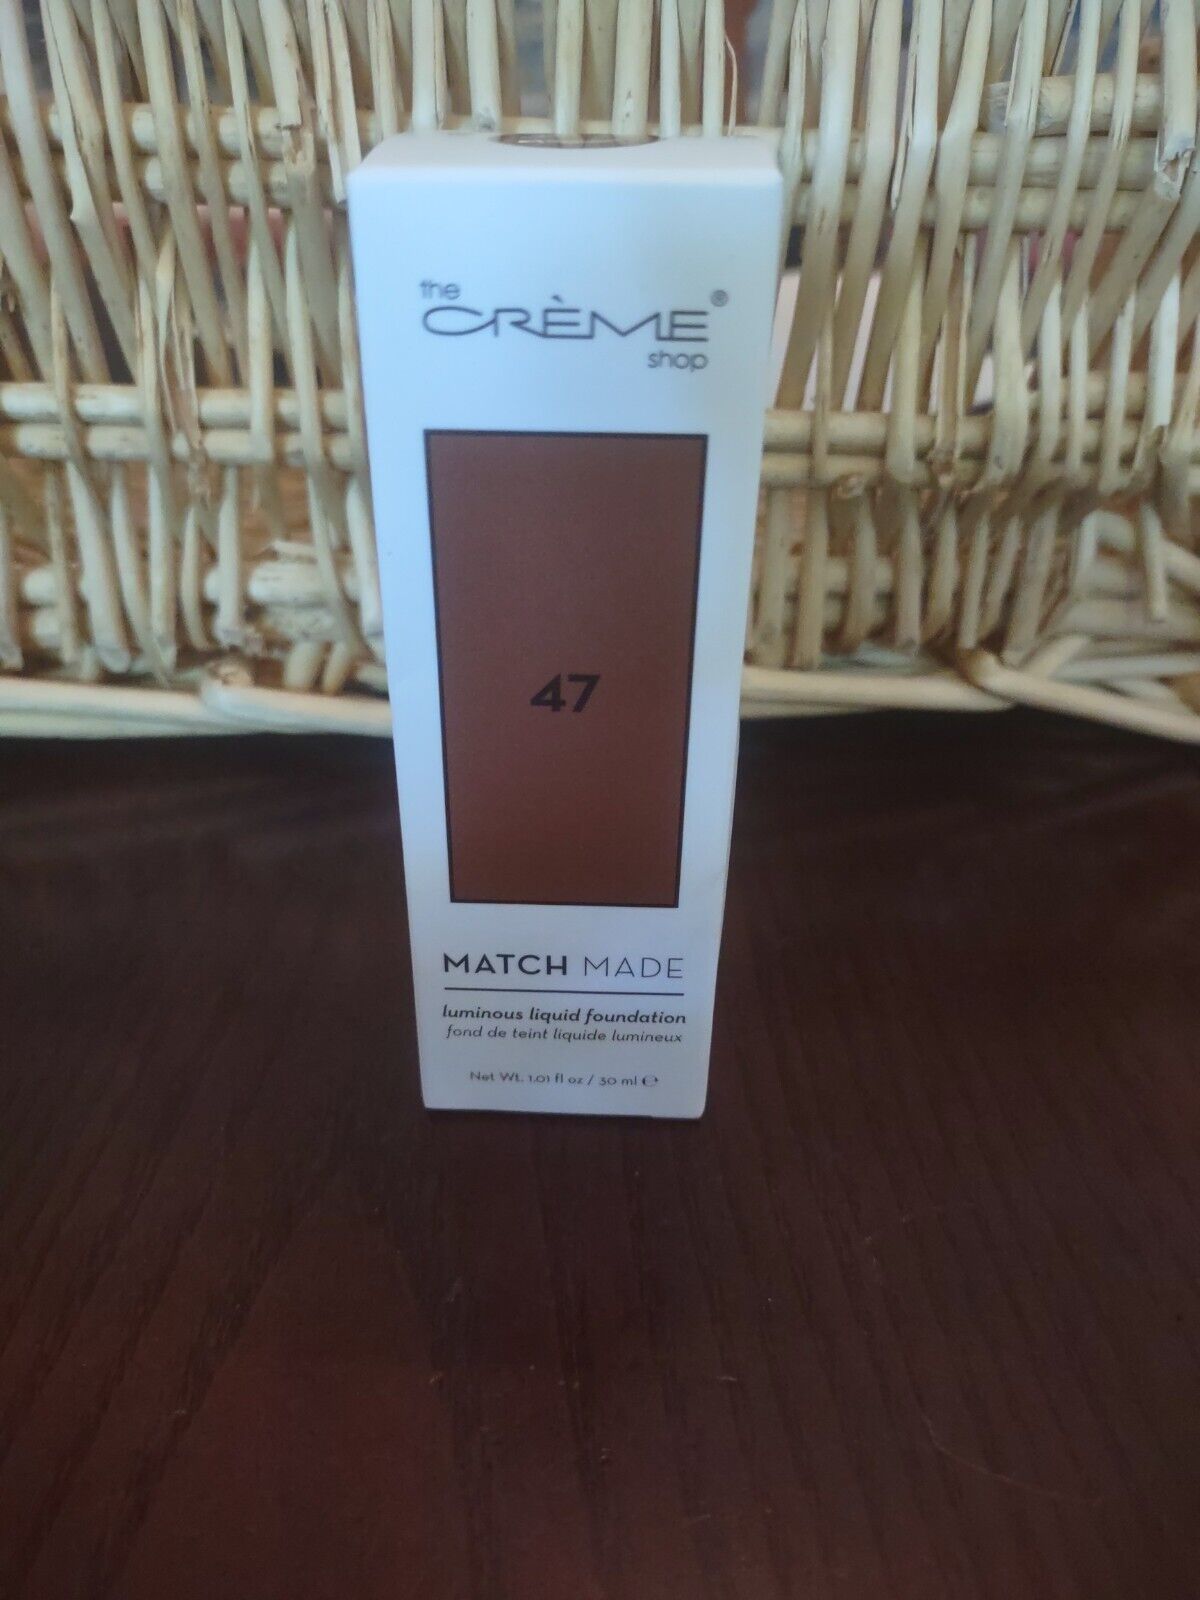 the
CRÈME®
shop
47
MATCH MADE
luminous liquid foundation
fond de teint liquide lumineux
Net Wt. 1.01 fl oz / 30 ml ℮